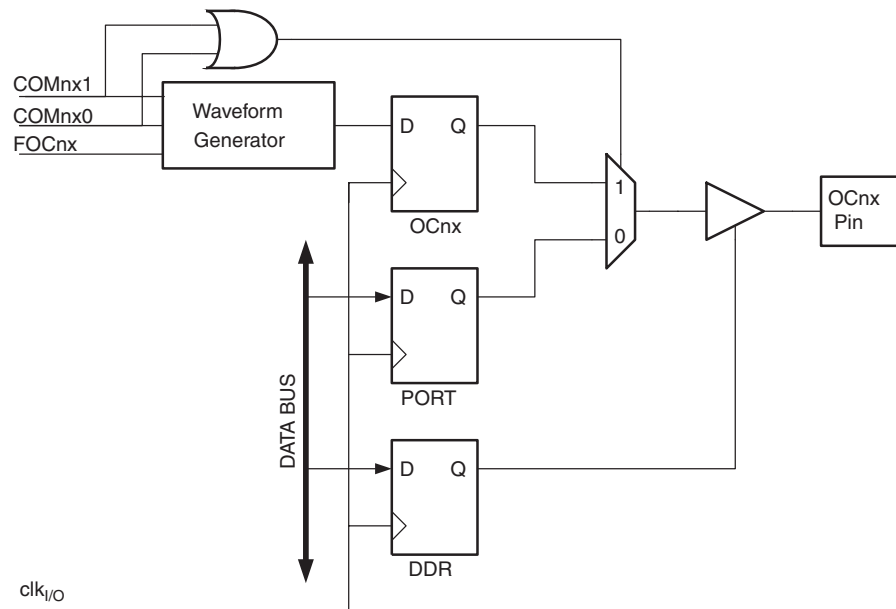 COMnx1
COMnx0
FOCnx
Waveform
Generator
D Q
OCnx
1
0
OCnx
Pin
D Q
PORT
D Q
DDR
DATA BUS
clkI/O